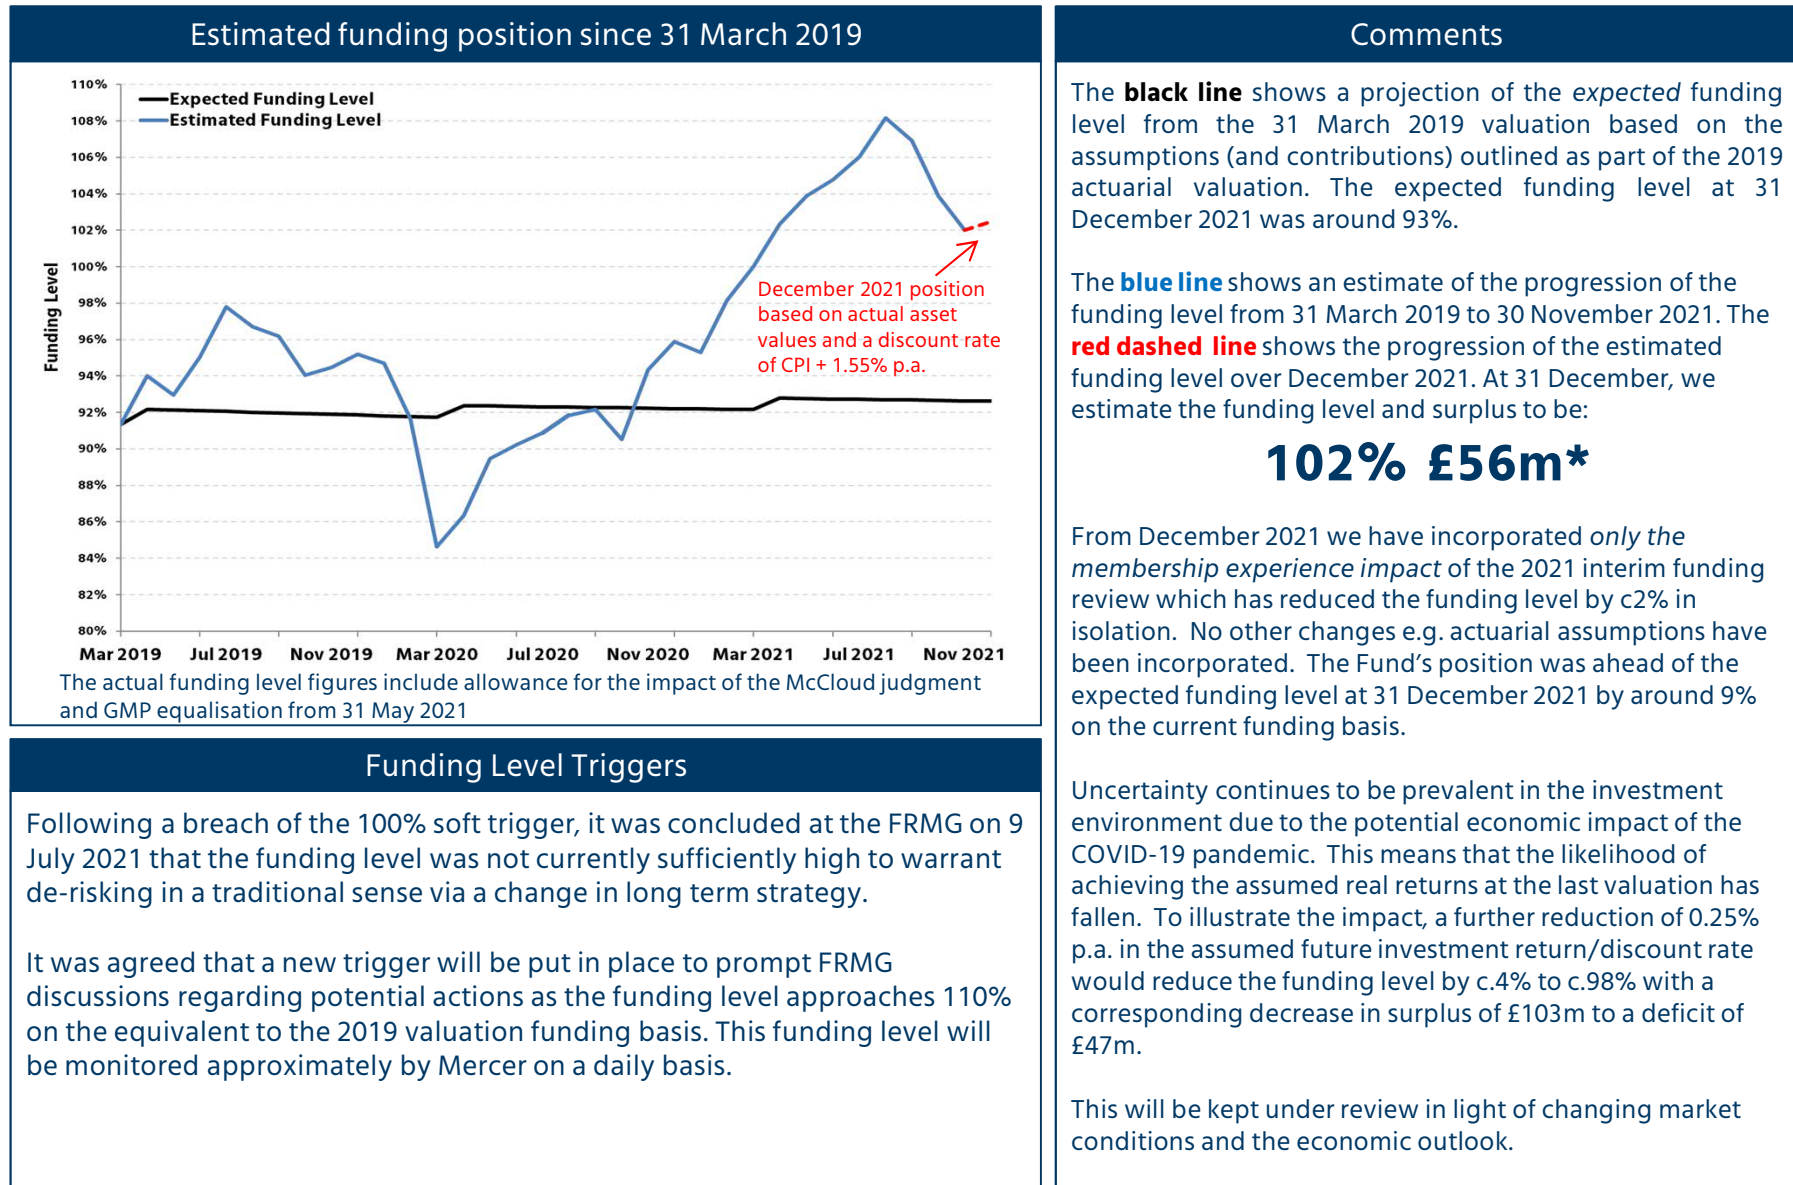 Estimated funding position since 31 March 2019
110%
108%
106%
104%
102%
100%
98%
96%
94%
92%
90%
88%
86%
84%
82%
80%
Funding Level
Expected Funding Level
Estimated Funding Level
December 2021 position
based on actual asset
values and a discount rate
of CPI + 1.55% p.a.
Mar 2019 Jul 2019 Nov 2019 Mar 2020 Jul 2020 Nov 2020 Mar 2021 Jul 2021 Nov 2021
The actual funding level figures include allowance for the impact of the McCloud judgment
and GMP equalisation from 31 May 2021
Funding Level Triggers
Following a breach of the 100% soft trigger, it was concluded at the FRMG on 9
July 2021 that the funding level was not currently sufficiently high to warrant
de-risking in a traditional sense via a change in long term strategy.
It was agreed that a new trigger will be put in place to prompt FRMG
discussions regarding potential actions as the funding level approaches 110%
on the equivalent to the 2019 valuation funding basis. This funding level will
be monitored approximately by Mercer on a daily basis.
Comments
The black line shows a projection of the expected funding
level from the 31 March 2019 valuation based on the
assumptions (and contributions) outlined as part of the 2019
actuarial valuation. The expected funding level at 31
December 2021 was around 93%.
The blue line shows an estimate of the progression of the
funding level from 31 March 2019 to 30 November 2021. The
red dashed line shows the progression of the estimated
funding level over December 2021. At 31 December, we
estimate the funding level and surplus to be:
102% £56m*
From December 2021 we have incorporated only the
membership experience impact of the 2021 interim funding
review which has reduced the funding level by c2% in
isolation. No other changes e.g. actuarial assumptions have
been incorporated. The Fund's position was ahead of the
expected funding level at 31 December 2021 by around 9%
on the current funding basis.
Uncertainty continues to be prevalent in the investment
environment due to the potential economic impact of the
COVID-19 pandemic. This means that the likelihood of
achieving the assumed real returns at the last valuation has
fallen. To illustrate the impact, a further reduction of 0.25%
p.a. in the assumed future investment return/discount rate
would reduce the funding level by c.4% to c.98% with a
corresponding decrease in surplus of £103m to a deficit of
£47m.
This will be kept under review in light of changing market
conditions and the economic outlook.